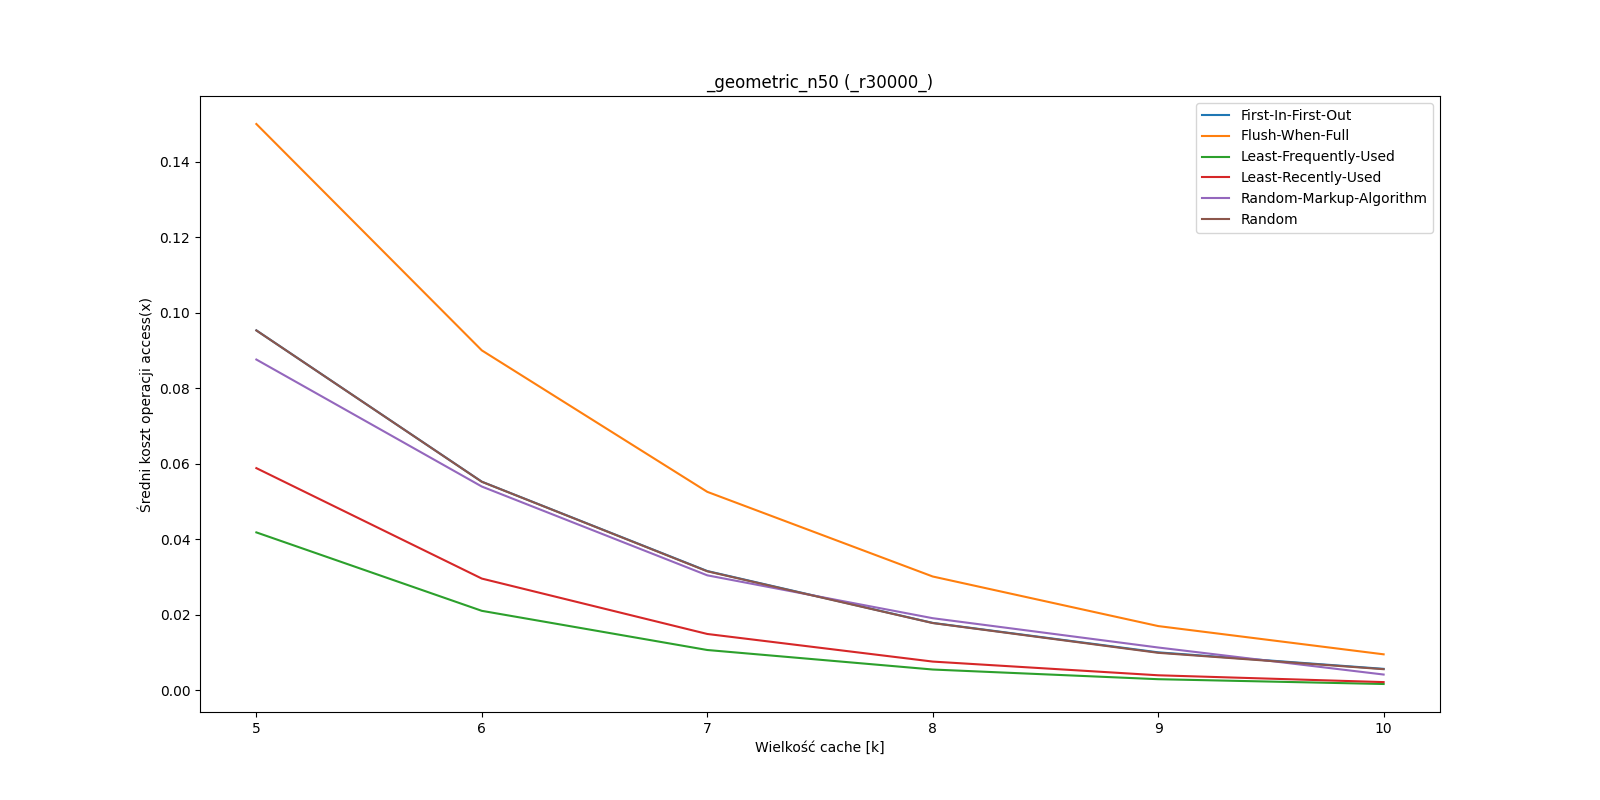 _geometric_n50 (_r30000_)
First-In-First-Out
Flush-When-Full
Least-Frequently-Used
Least-Recently-Used
Random-Markup-Algorithm
Random
Średni koszt operacji access(x)
0.14
0.12
0.10
0.08
0.06
0.04
0.02
0.00
5 6 7 8 9 10
Wielkość cache [k]